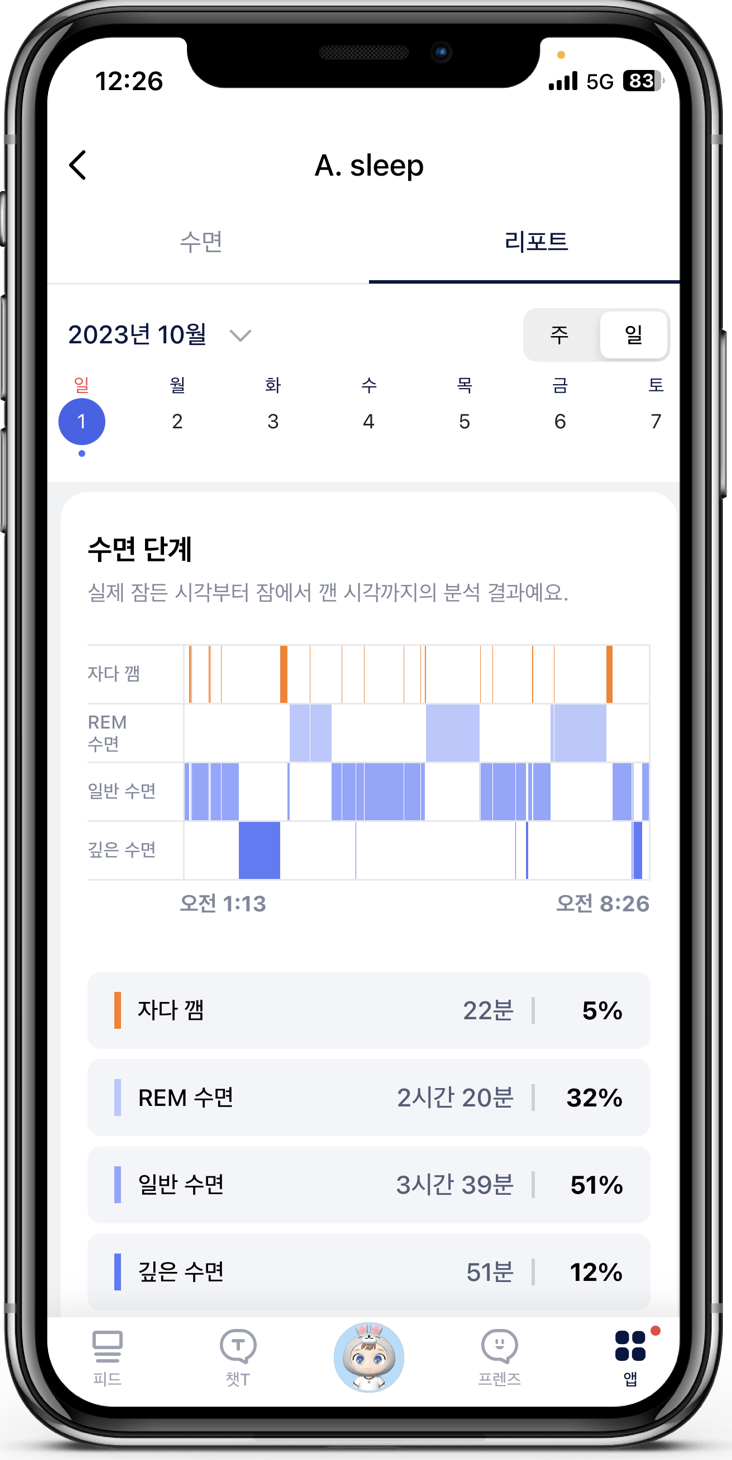 12:26
5G 83
A. sleep
수면 리포트
2023년 10월 주 일
일 월 화 수 목 금 토
1 2 3 4 5 6 7
수면 단계
실제 잠든 시각부터 잠에서 깬 시각까지의 분석 결과예요.
자다 깸
REM
수면
일반 수면
깊은 수면
오전 1:13 오전 8:26
자다 깸 22분 5%
REM 수면 2시간 20분 32%
일반 수면 3시간 39분 51%
깊은 수면 51분 12%
피드 챗T 프렌즈 앱